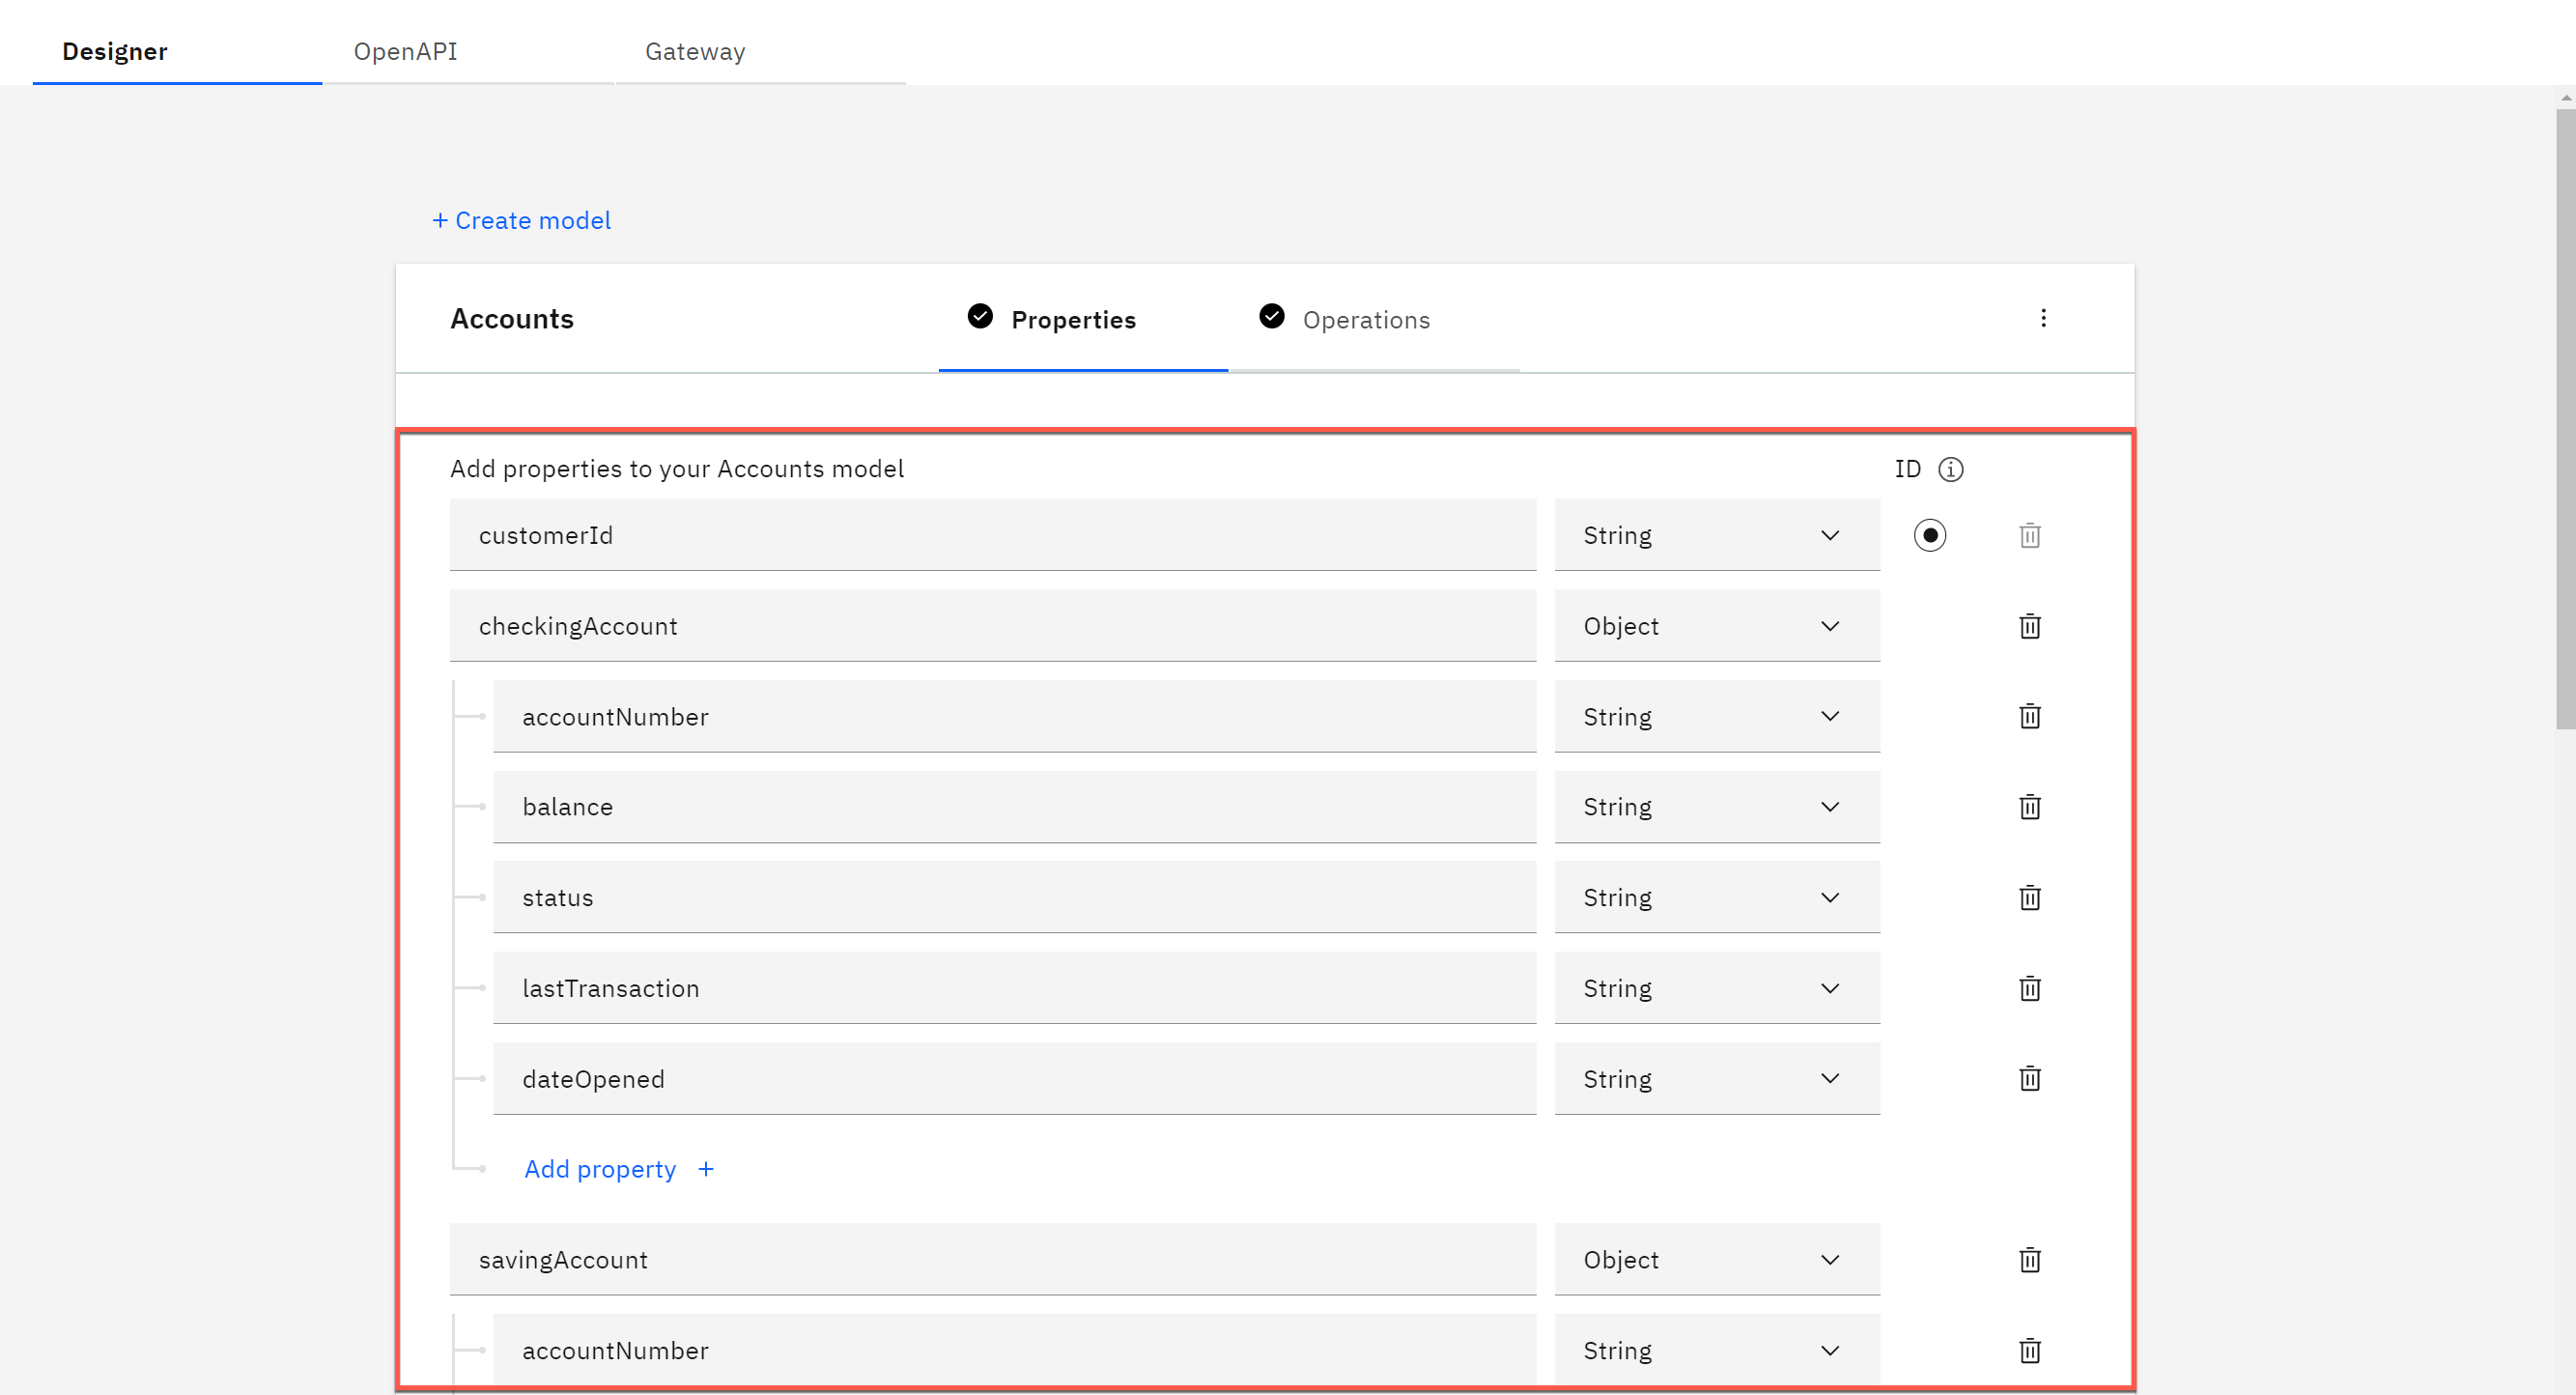 Designer OpenAPI Gateway
+ Create model
Accounts Properties Operations
Add properties to your Accounts model ID
customerId String
checkingAccount Object
accountNumber String
balance String
status String
lastTransaction String
dateOpened String
Add property +
savingAccount Object
accountNumber String